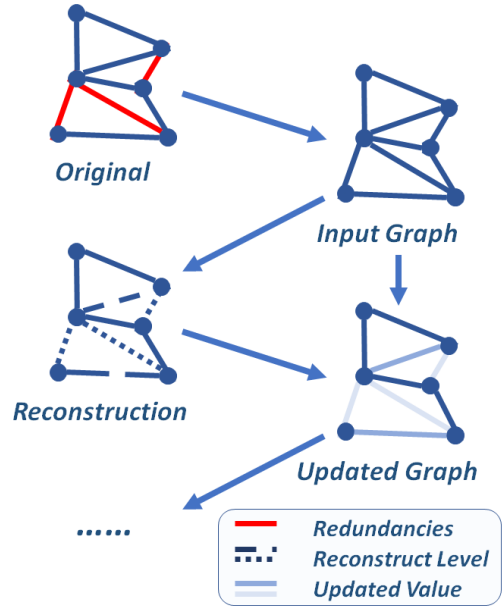 Original
Input Graph
Reconstruction
Updated Graph
......
Redundancies
Reconstruct Level
Updated Value